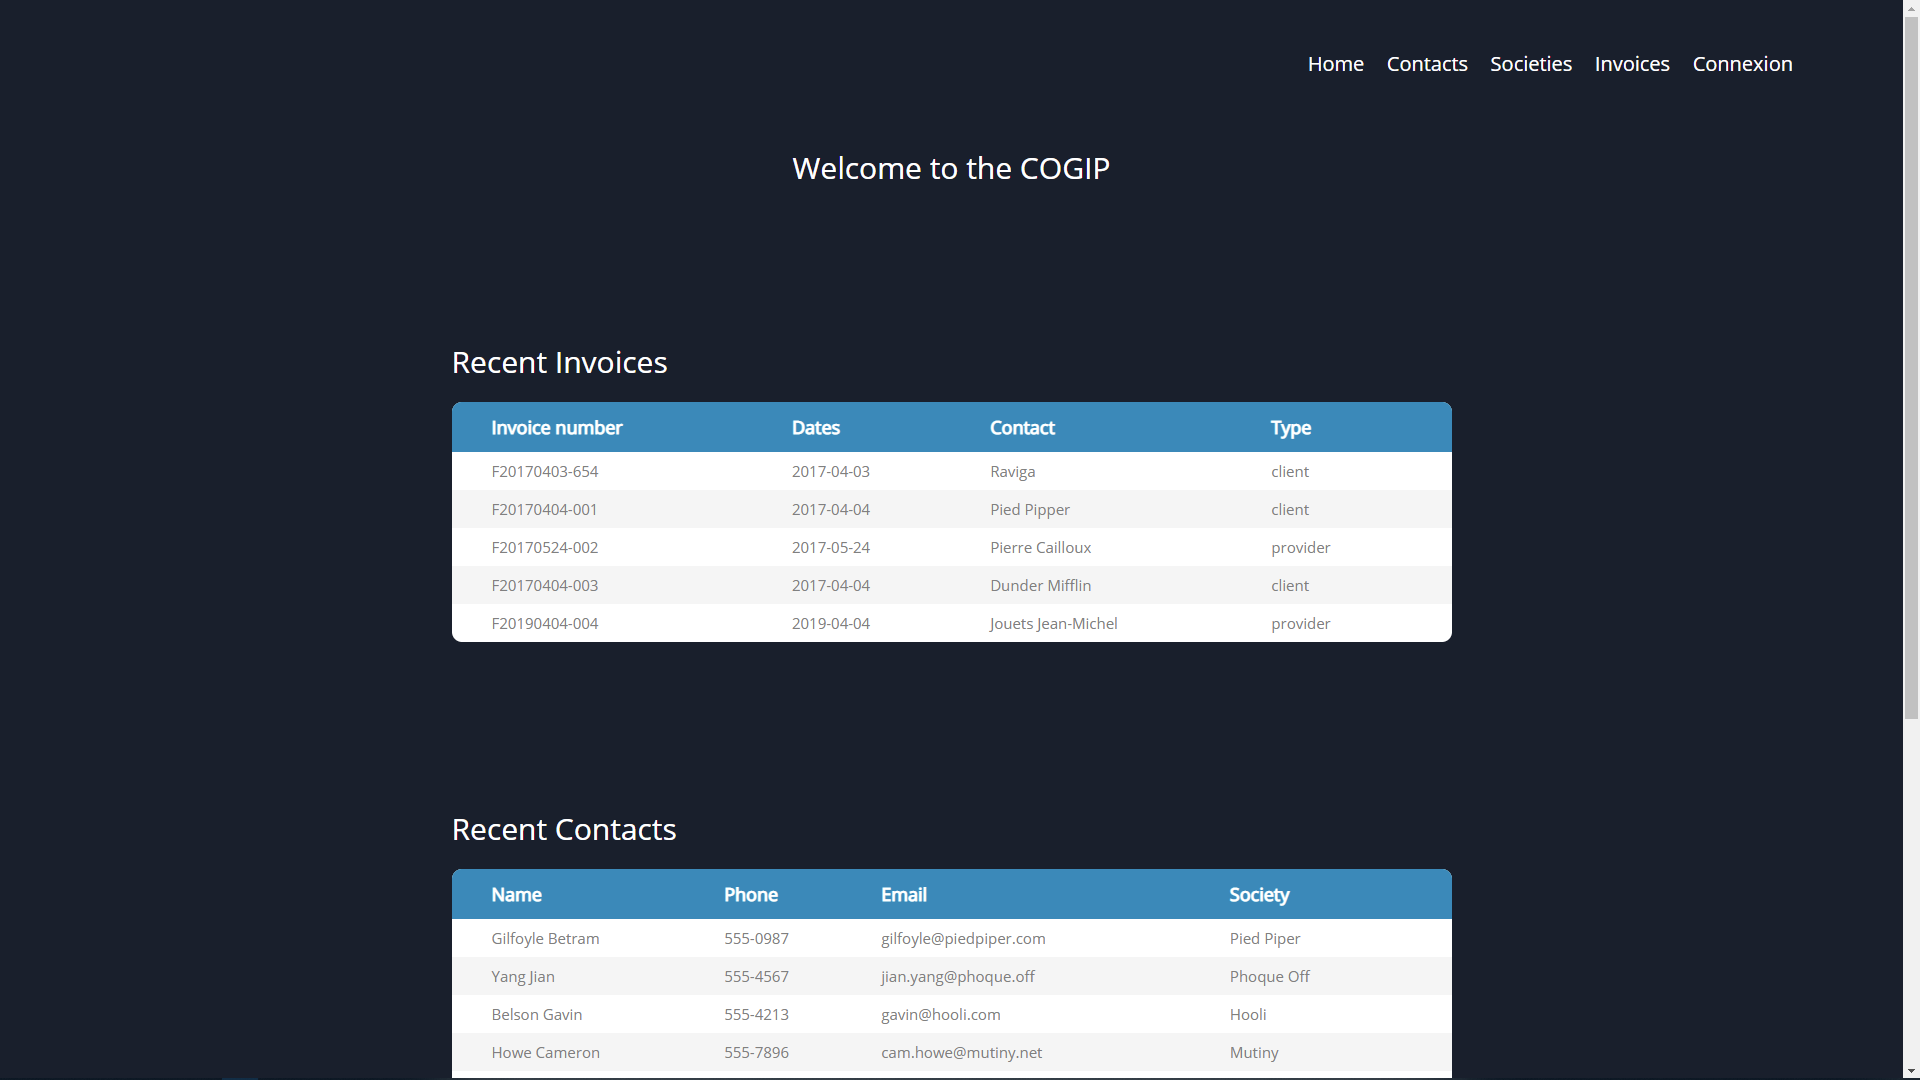 Home Contacts Societies Invoices Connexion
Welcome to the COGIP
Recent Invoices
Invoice number Dates Contact Type
F20170403-654 2017-04-03 Raviga client
F20170404-001 2017-04-04 Pied Pipper client
F20170524-002 2017-05-24 Pierre Cailloux provider
F20170404-003 2017-04-04 Dunder Mifflin client
F20190404-004 2019-04-04 Jouets Jean-Michel provider
Recent Contacts
Name Phone Email Society
Gilfoyle Betram 555-0987 gilfoyle@piedpiper.com Pied Piper
Yang Jian 555-4567 jian.yang@phoque.off Phoque Off
Belson Gavin 555-4213 gavin@hooli.com Hooli
Howe Cameron 555-7896 cam.howe@mutiny.net Mutiny